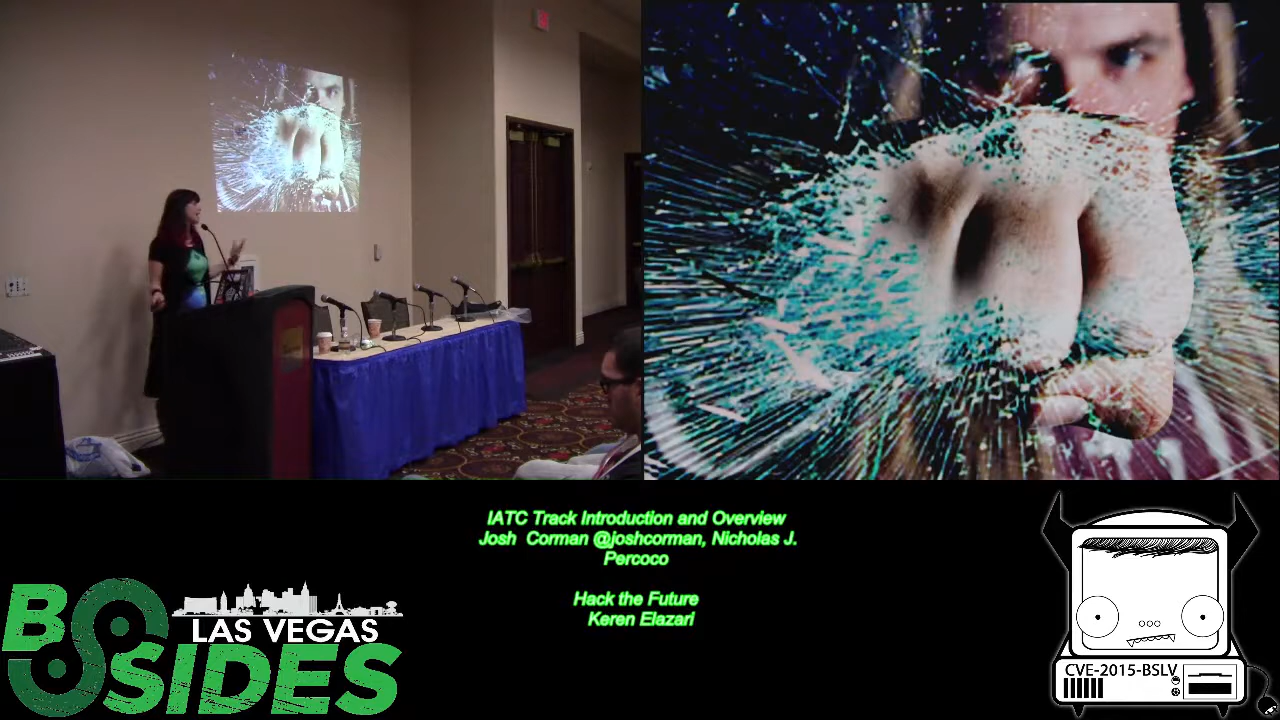 IATC Track Introduction and Overview
Josh Corman @joshcorman, Nicholas J.
Percoco
Hack the Future
Keren Elazari
BSIDES
LAS VEGAS
CVE-2015-BSLV